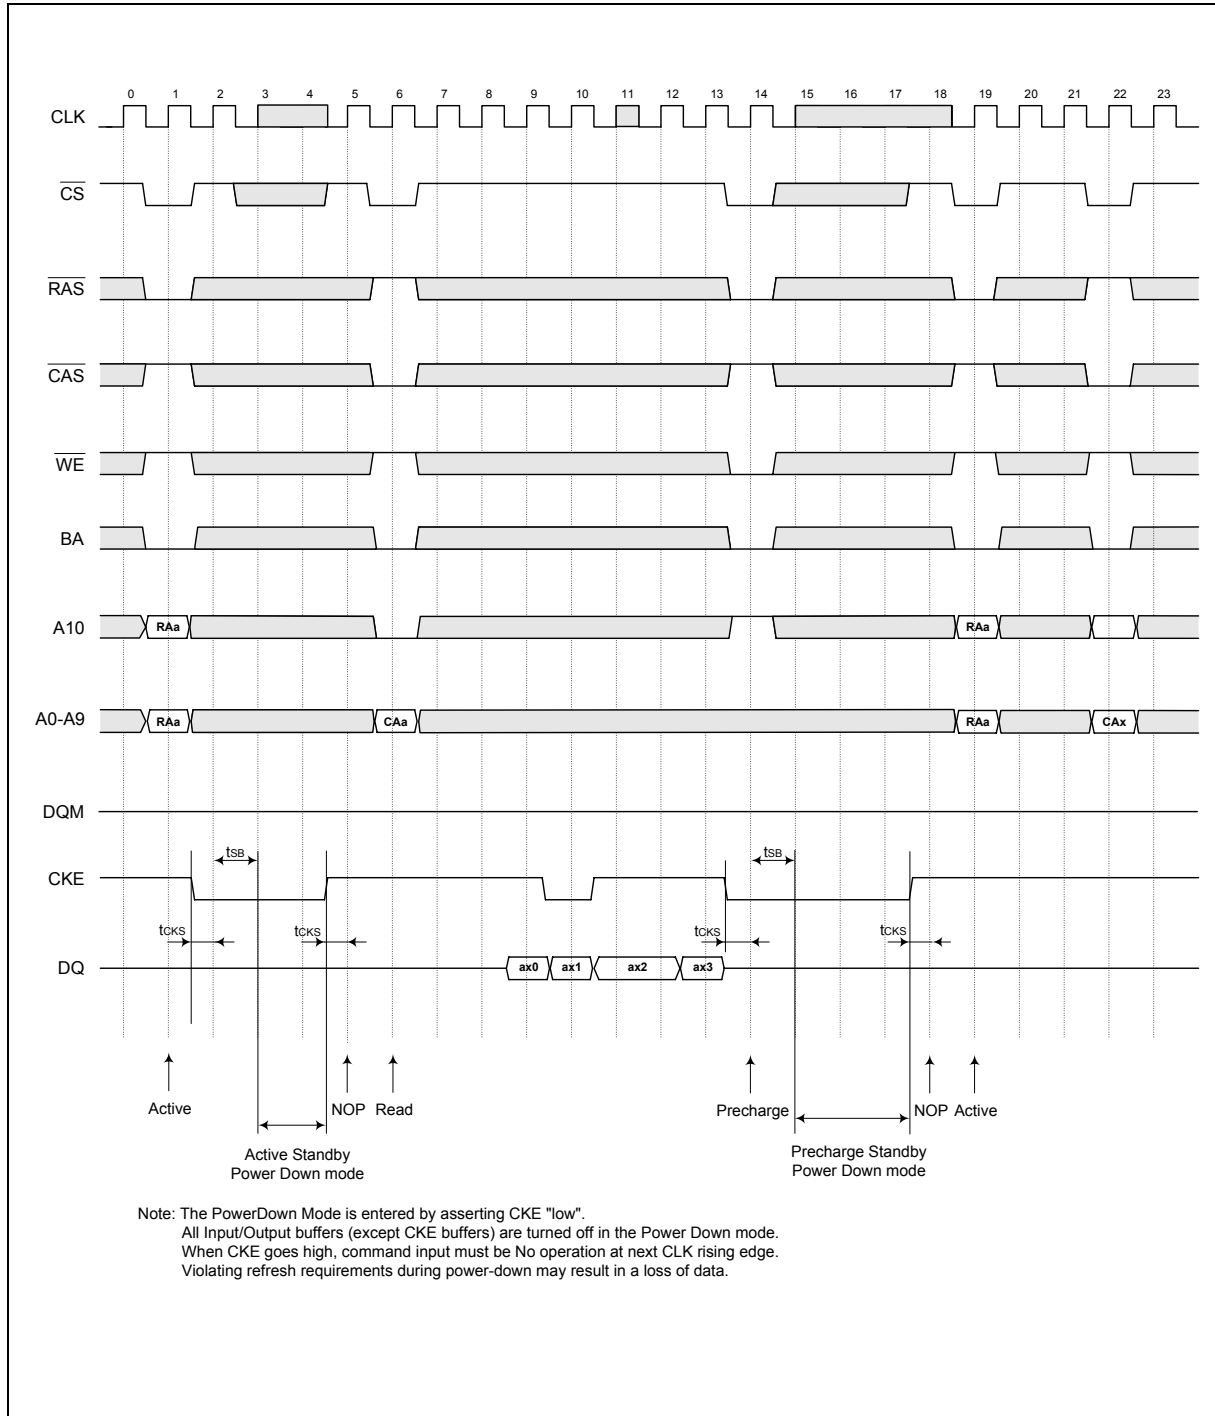 0 1 2 3 4 5 6 7 8 9 10 11 12 13 14 15 16 17 18 19 20 21 22 23
CLK
CS
RAS
CAS
WE
BA
A10 RAa RAa
A0-A9 RAa CAa RAa CAx
DQM
tSB tSB
CKE
tCKS tCKS tCKS tCKS
DQ ax0 ax1 ax2 ax3
Active NOP Read Precharge NOP Active
Active Standby
Power Down mode
Precharge Standby
Power Down mode
Note: The PowerDown Mode is entered by asserting CKE "low".
All Input/Output buffers (except CKE buffers) are turned off in the Power Down mode.
When CKE goes high, command input must be No operation at next CLK rising edge.
Violating refresh requirements during power-down may result in a loss of data.